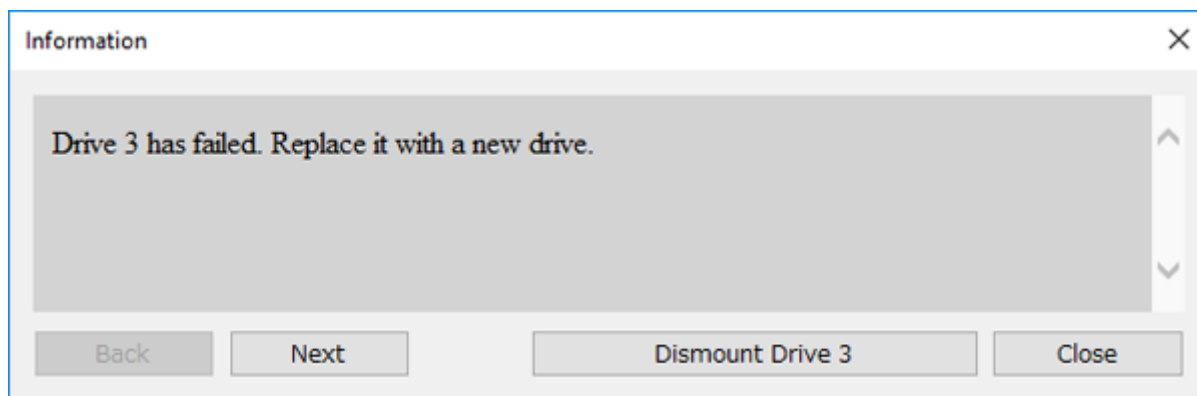 Information
Drive 3 has failed. Replace it with a new drive.
Back Next Dismount Drive 3 Close